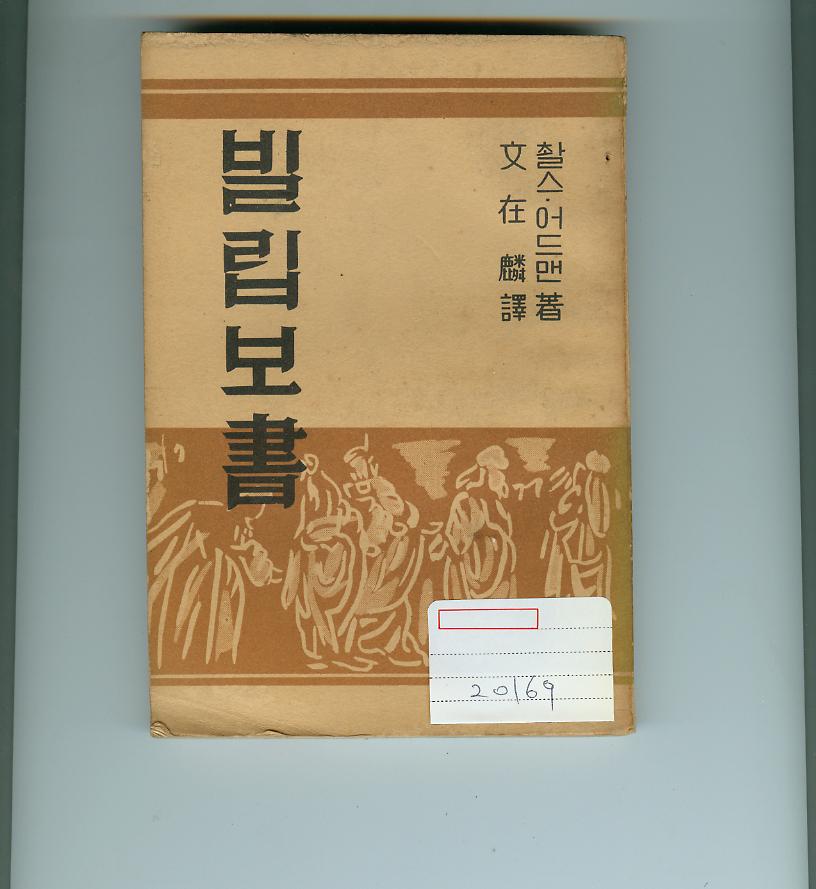 촬스·어드맨 著
文在麟 譯
빌립보書
20169